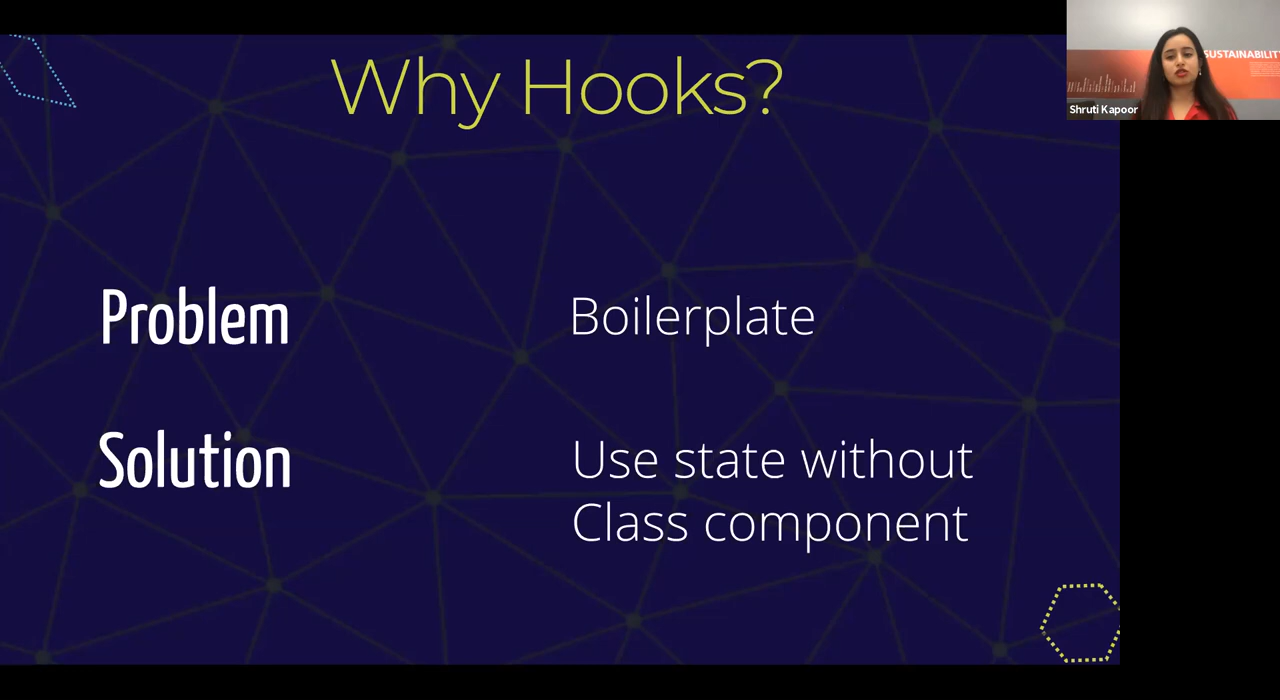 Why Hooks?
SUSTAINABILITY
Shruti Kapoor
Problem
Boilerplate
Solution
Use state without
Class component